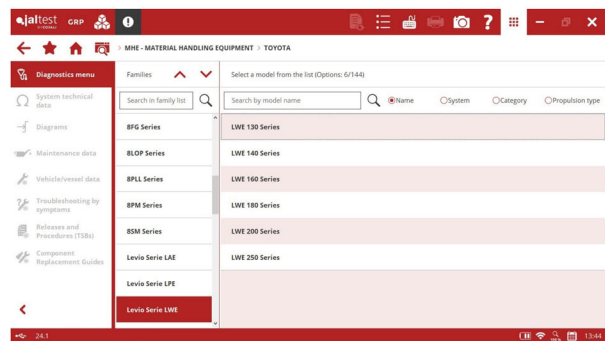 jaltest GRP
MHE - MATERIAL HANDLING EQUIPMENT > TOYOTA
Diagnostics menu
System technical
data
Diagrams
Maintenance data
Vehicle/vessel data
Troubleshooting by
symptoms
Releases and
Procedures (TSBs)
Component
Replacement Guides
Families
Search in family list
8FG Series
8LOP Series
8PLL Series
8PM Series
8SM Series
Levio Serie LAE
Levio Serie LPE
Levio Serie LWE
Select a model from the list (Options: 6/144)
Search by model name
Name System Category Propulsion type
LWE 130 Series
LWE 140 Series
LWE 160 Series
LWE 180 Series
LWE 200 Series
LWE 250 Series
24.1
13:44